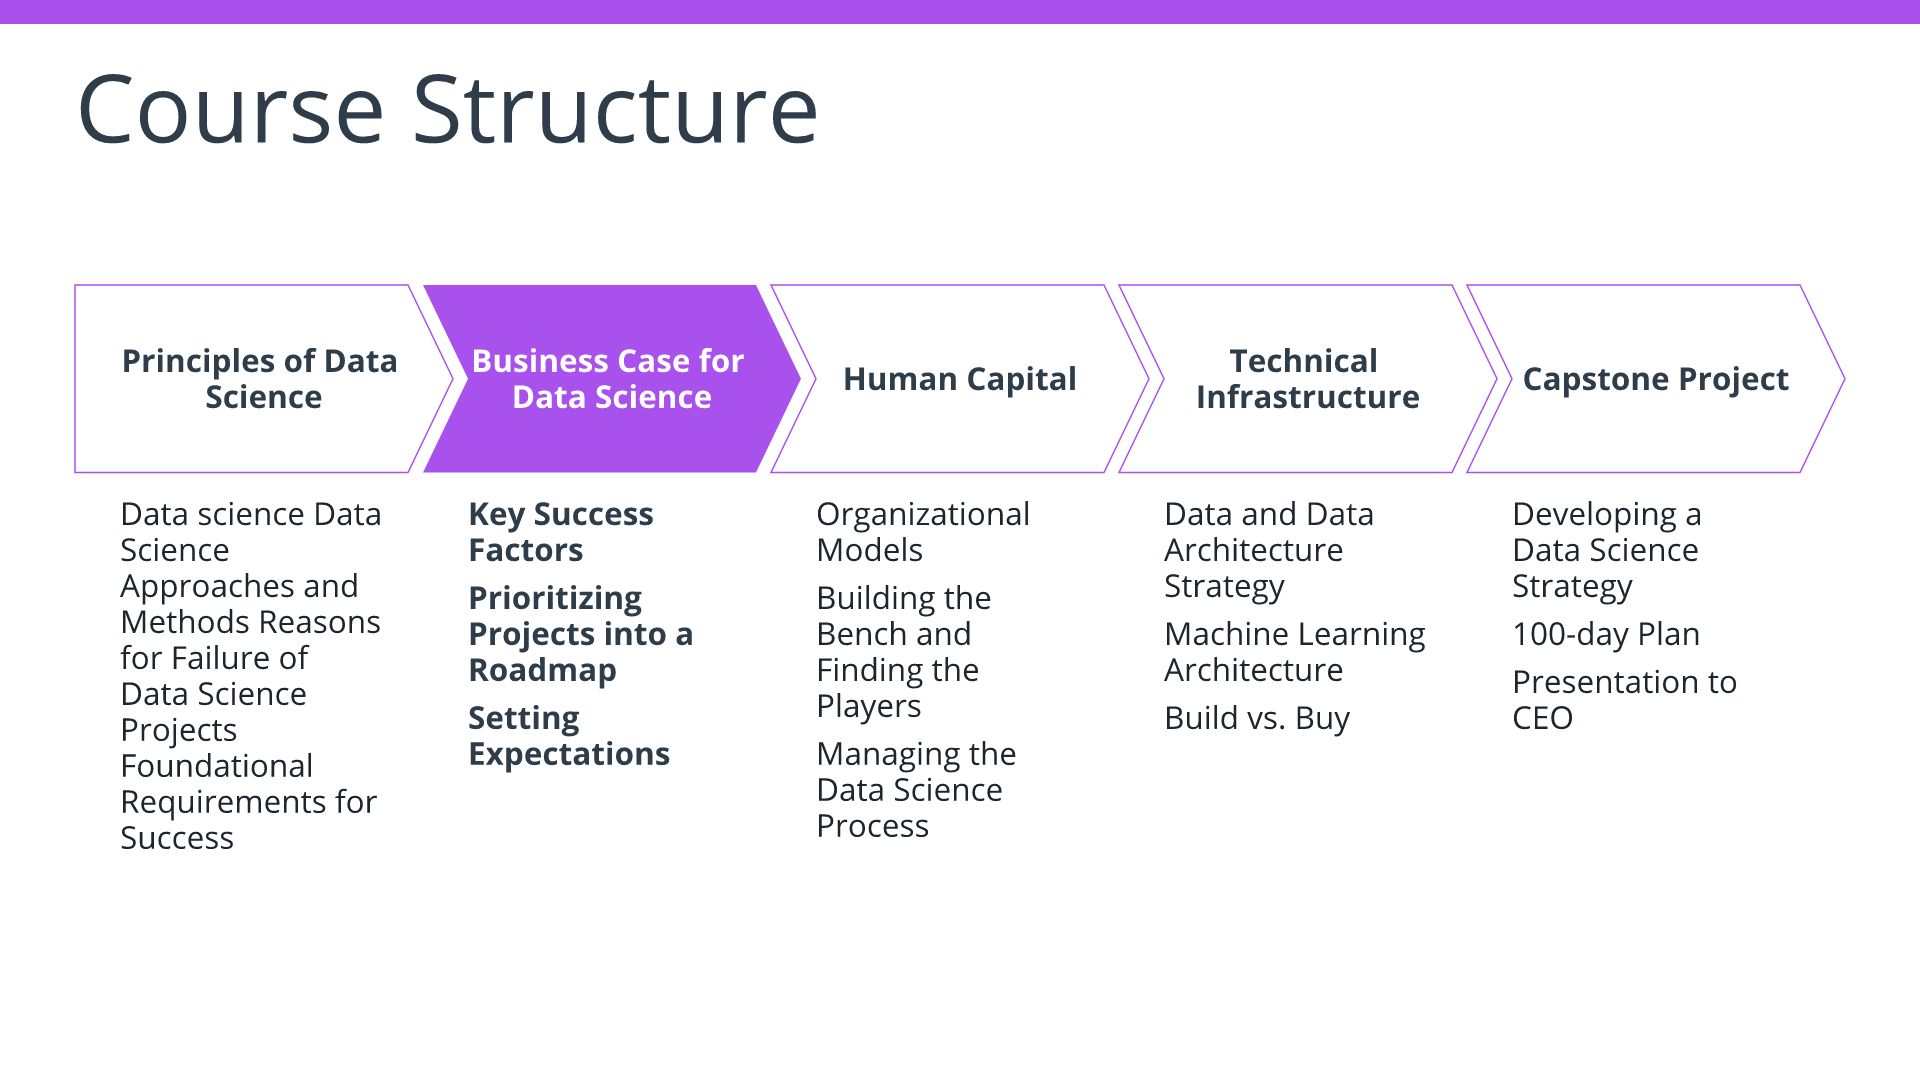 Course Structure
Principles of Data
Science
Business Case for
Data Science
Human Capital
Technical
Infrastructure
Capstone Project
Data science Data
Science
Approaches and
Methods Reasons
for Failure of
Data Science
Projects
Foundational
Requirements for
Success
Key Success
Factors
Prioritizing
Projects into a
Roadmap
Setting
Expectations
Organizational
Models
Building the
Bench and
Finding the
Players
Managing the
Data Science
Process
Data and Data
Architecture
Strategy
Machine Learning
Architecture
Build vs. Buy
Developing a
Data Science
Strategy
100-day Plan
Presentation to
CEO